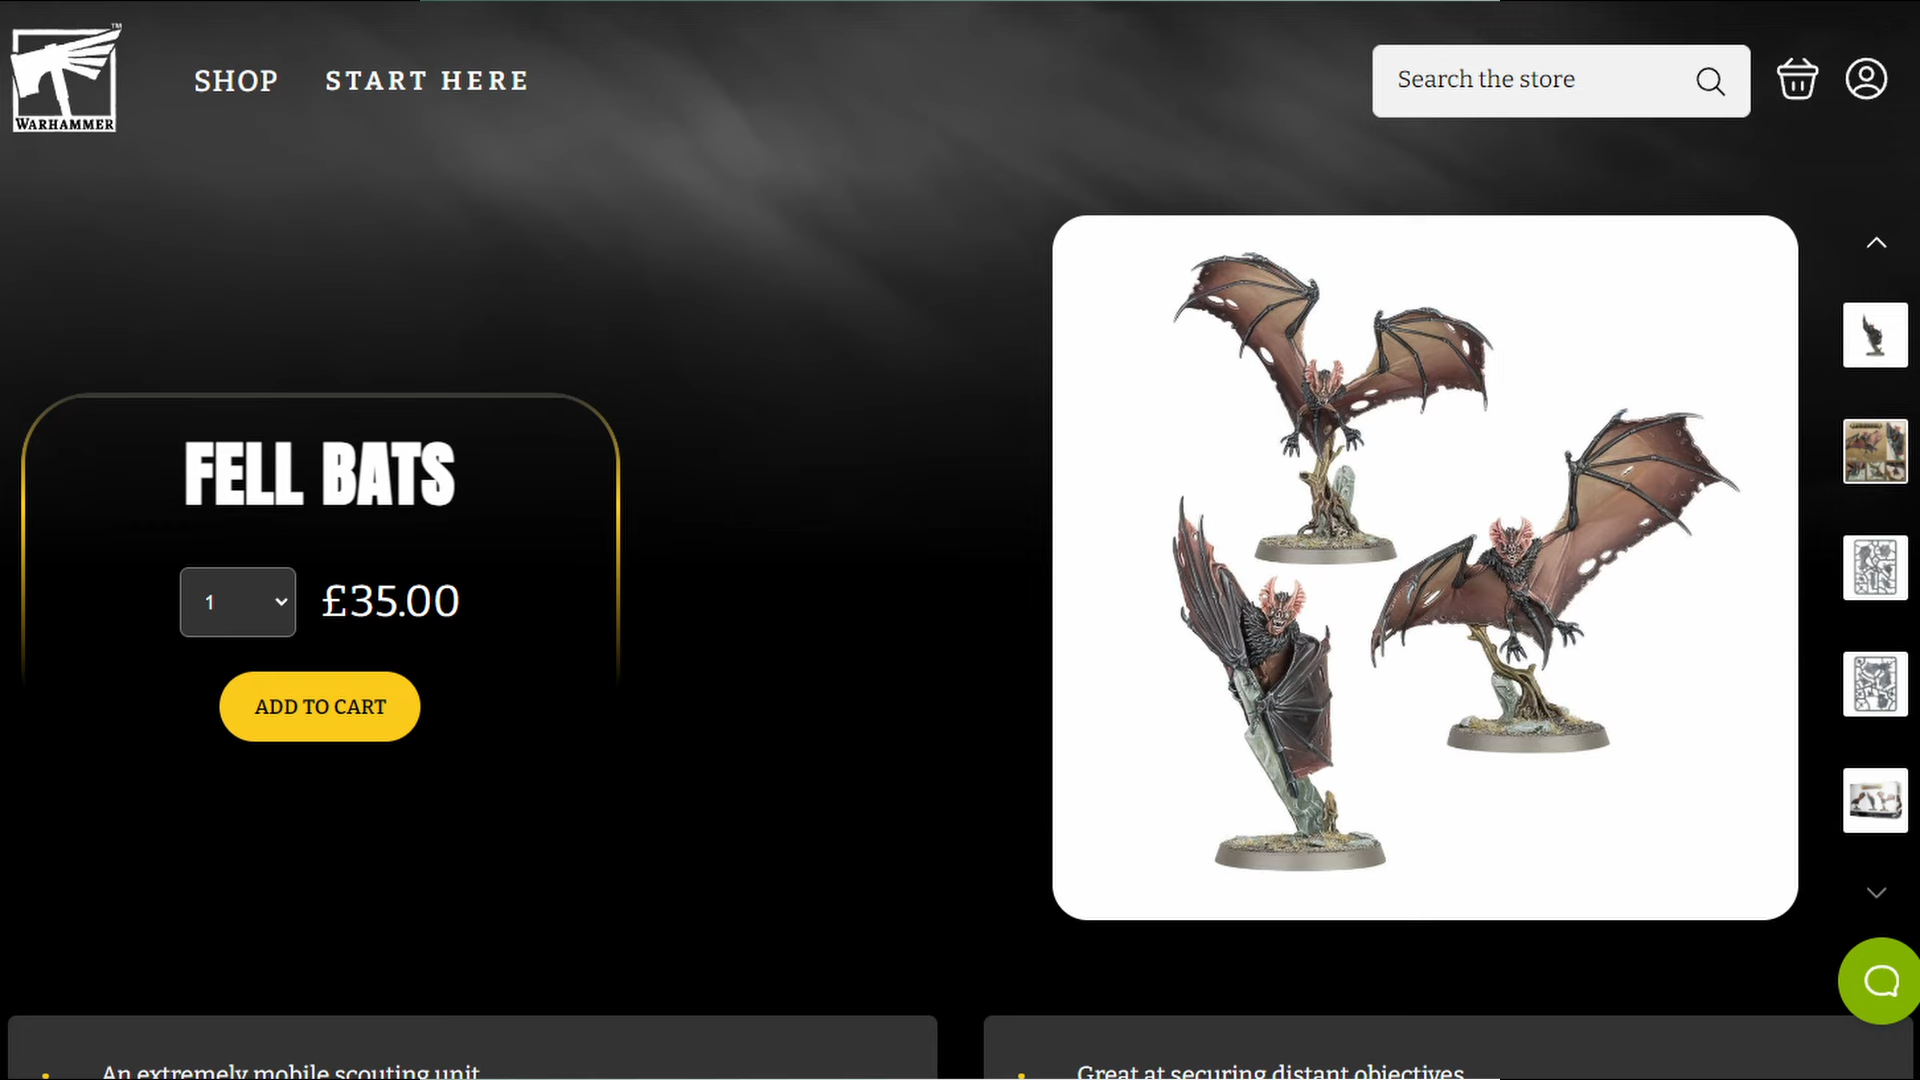 TM
WARHAMMER
SHOP
START HERE
Search the store
FELL BATS
1
£35.00
ADD TO CART
An extremely mobile scouting unit
Great at securing distant objectives